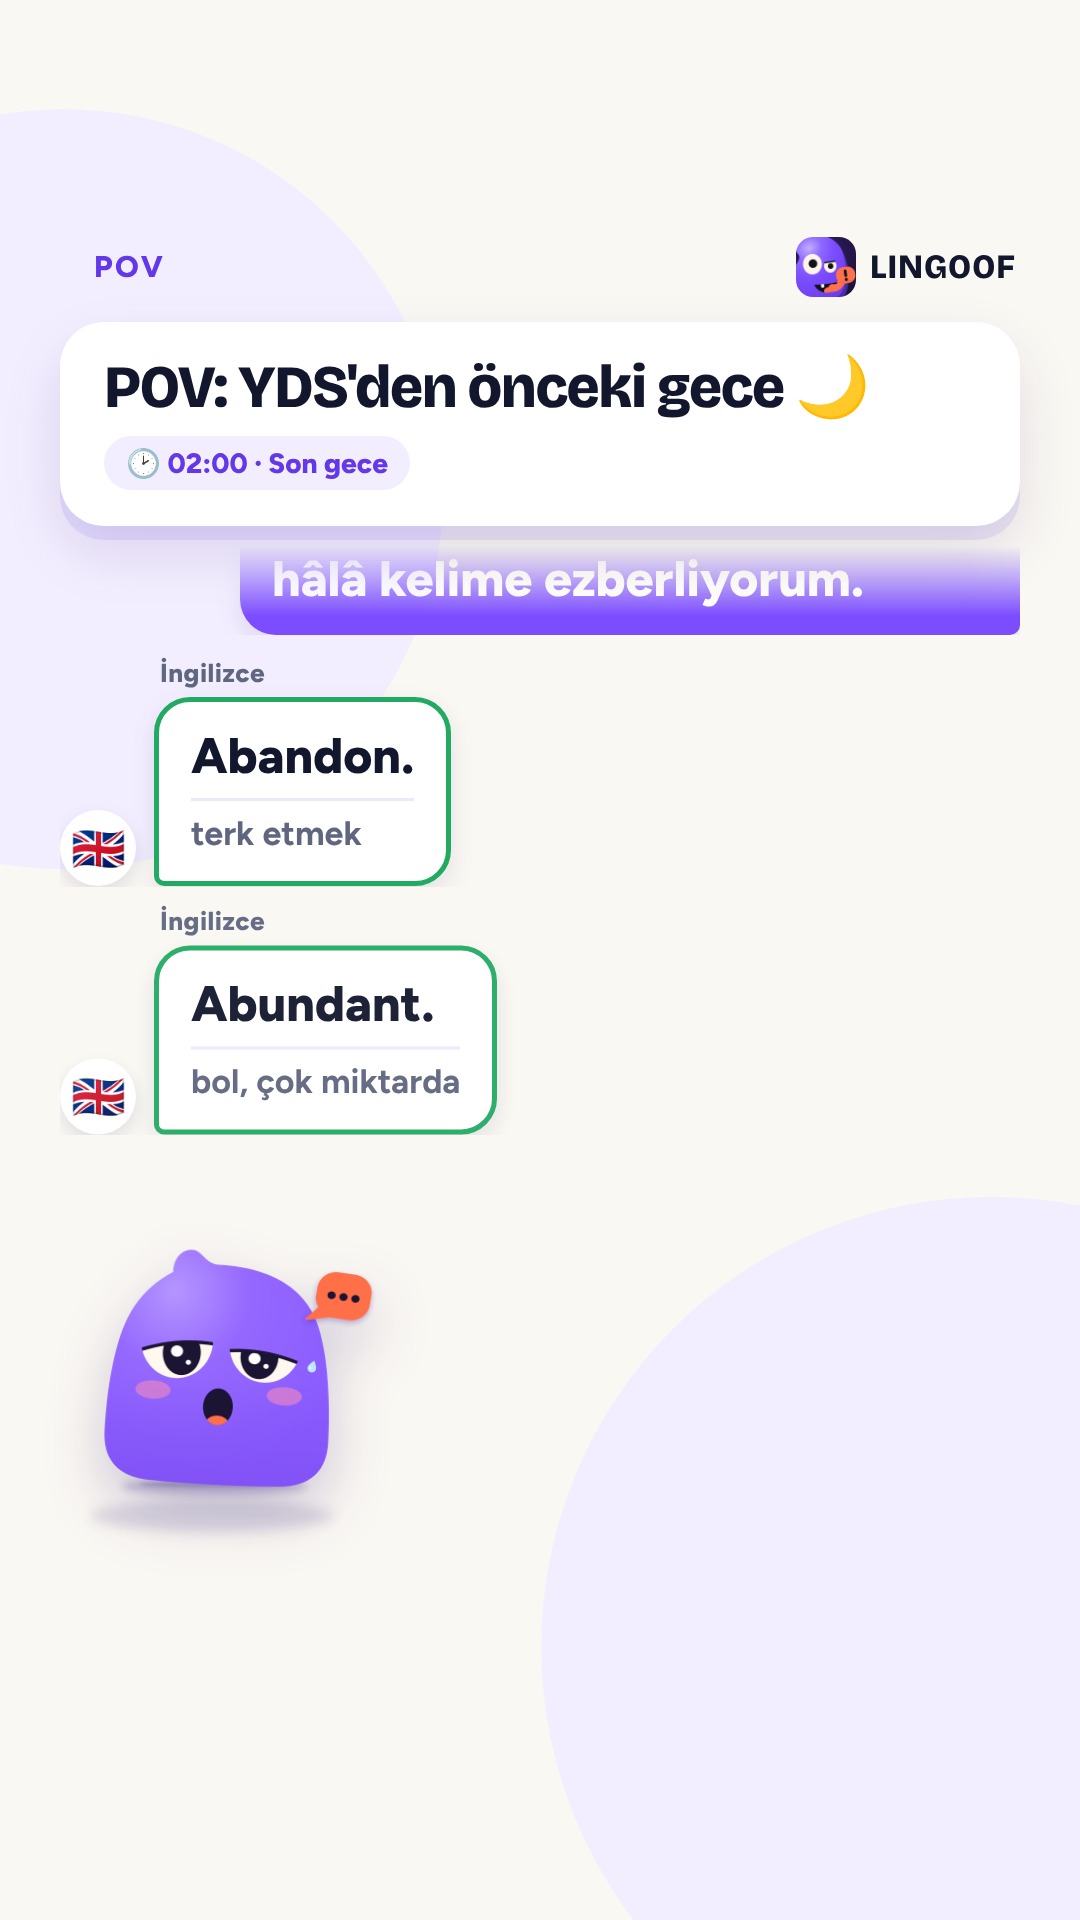 POV
LINGOOF
POV: YDS'den önceki gece 🌙
🕑 02:00 · Son gece
hâlâ kelime ezberliyorum.
İngilizce
Abandon.
terk etmek
İngilizce
Abundant.
bol, çok miktarda